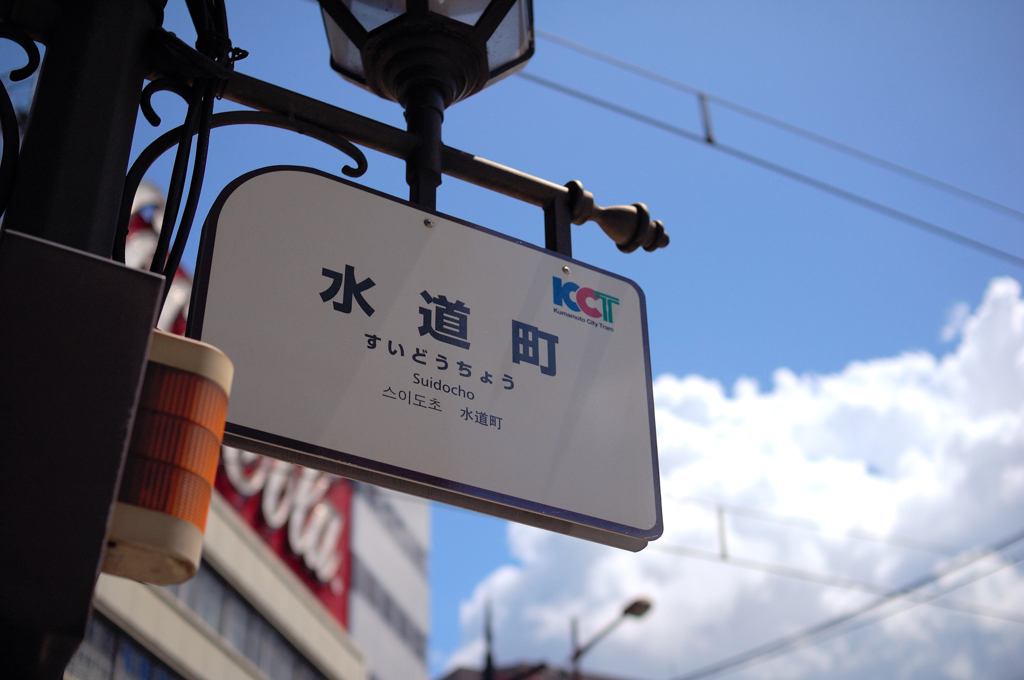 KCT
Kumamoto City Tram
水道町
すいどうちょう
Suidocho
스이도초 水道町
Cola